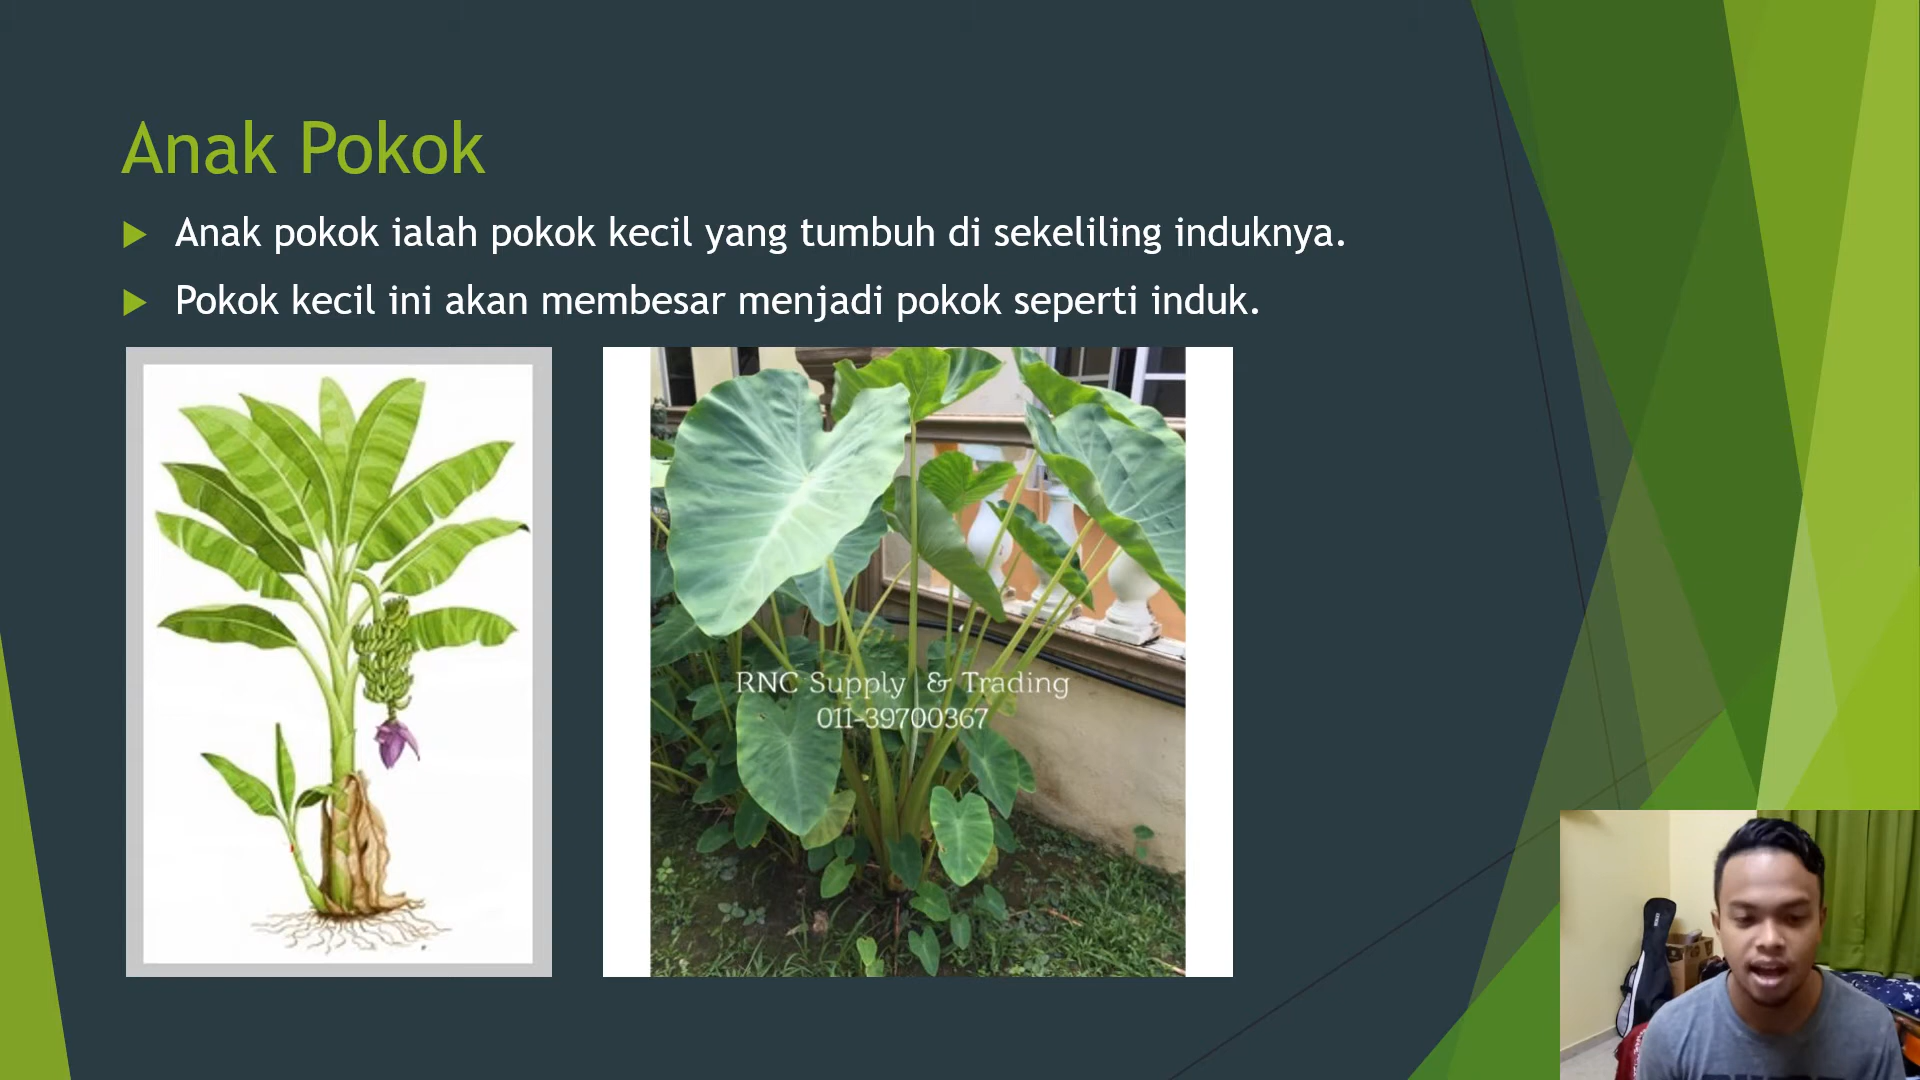 Anak Pokok
Anak pokok ialah pokok kecil yang tumbuh di sekeliling induknya.
Pokok kecil ini akan membesar menjadi pokok seperti induk.
RNC Supply & Trading
011-39700367